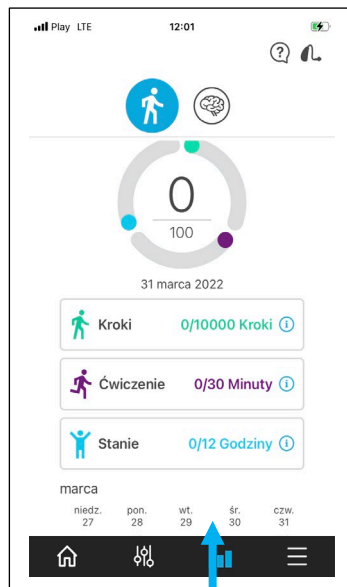 Play LTE 12:01
0
100
31 marca 2022
Kroki 0/10000 Kroki
Ćwiczenie 0/30 Minuty
Stanie 0/12 Godziny
marca
niedz. pon. wt. śr. czw.
27 28 29 30 31